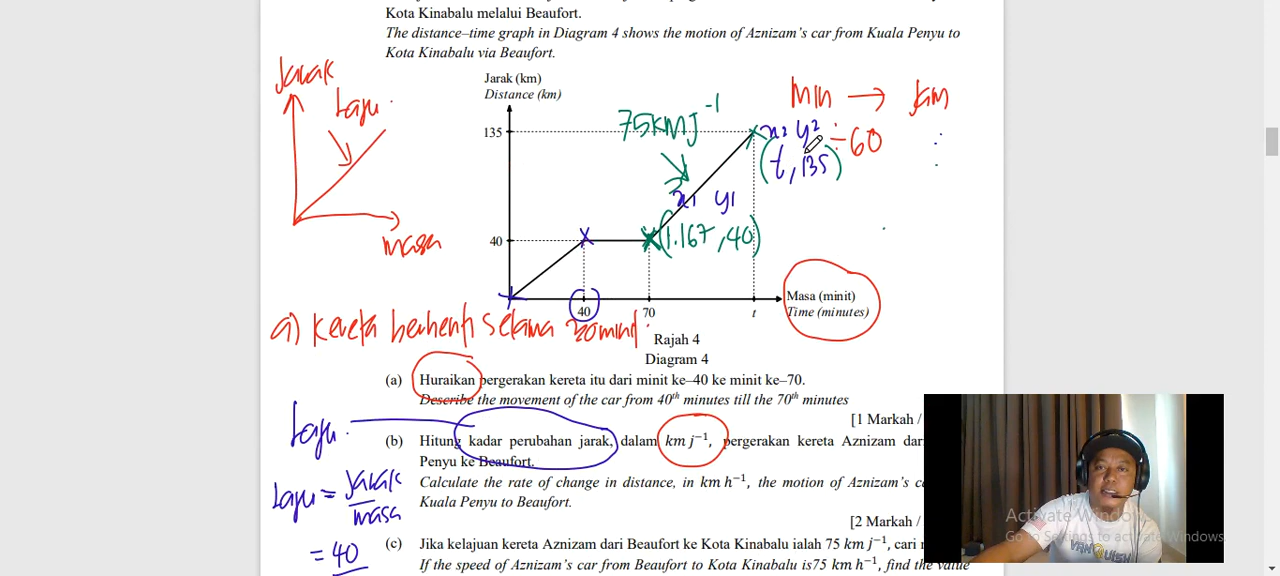 Kota Kinabalu melalui Beaufort.
The distance–time graph in Diagram 4 shows the motion of Aznizam's car from Kuala Penyu to
Kota Kinabalu via Beaufort.
Jarak (km)
Distance (km)
Jarak
Laju
masa
135
40
75KMJ⁻¹
Min → km
÷60
x2 y2
(t, 135)
x1 y1
(1.167, 40)
40
70
t
Masa (minit)
Time (minutes)
a) Kereta berhenti selama 30 minit.
Rajah 4
Diagram 4
(a) Huraikan pergerakan kereta itu dari minit ke–40 ke minit ke–70.
Describe the movement of the car from 40th minutes till the 70th minutes
[1 Markah /
Laju
(b) Hitung kadar perubahan jarak, dalam km j⁻¹, pergerakan kereta Aznizam dar
Penyu ke Beaufort.
Calculate the rate of change in distance, in km h⁻¹, the motion of Aznizam's c
Kuala Penyu to Beaufort.
Laju = Jarak
masa
= 40
[2 Markah /
(c) Jika kelajuan kereta Aznizam dari Beaufort ke Kota Kinabalu ialah 75 km j⁻¹, cari
If the speed of Aznizam's car from Beaufort to Kota Kinabalu is75 km h⁻¹, find the value
Activate Windows
Go to Settings to activate Windows